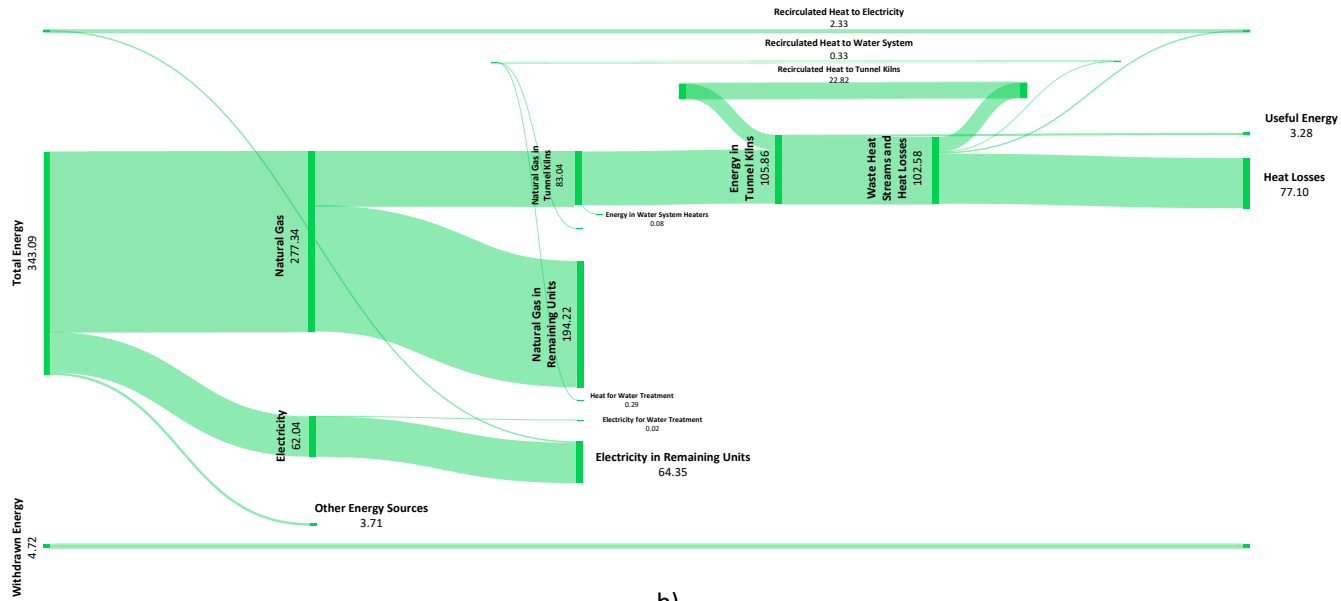 Recirculated Heat to Electricity
2.33
Recirculated Heat to Water System
0.33
Recirculated Heat to Tunnel Kilns
22.82
Total Energy
343.09
Natural Gas
277.34
Natural Gas in
Tunnel Kilns
83.04
Energy in
Tunnel Kilns
105.86
Waste Heat
Streams and
Heat Losses
102.58
Useful Energy
3.28
Heat Losses
77.10
Energy in Water System Heaters
0.08
Natural Gas in
Remaining Units
194.22
Heat for Water Treatment
0.29
Electricity for Water Treatment
0.02
Electricity
62.04
Electricity in Remaining Units
64.35
Other Energy Sources
3.71
Withdrawn Energy
4.72
b)